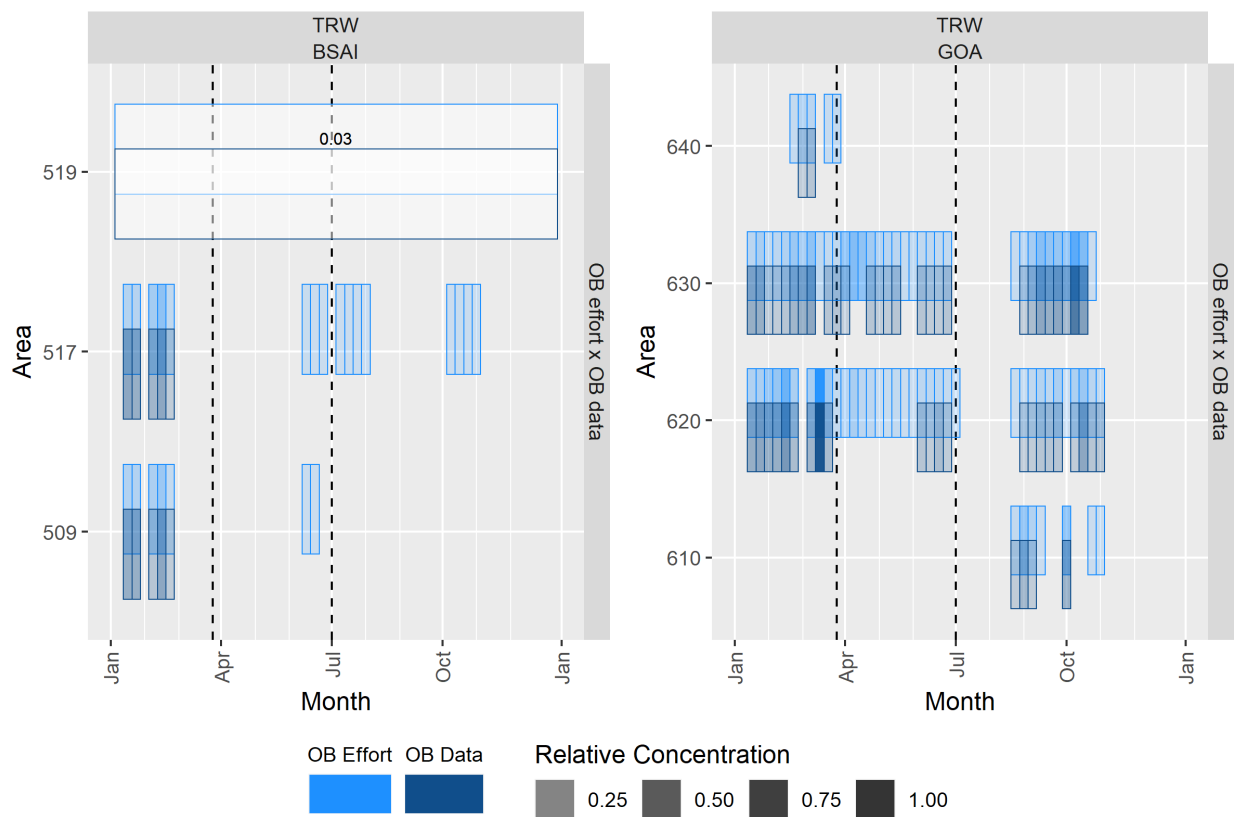 TRW
BSAI
TRW
GOA
0.03
519
517
509
Area
OB effort x OB data
640
630
620
610
Area
OB effort x OB data
Jan
Apr
Jul
Oct
Jan
Month
Jan
Apr
Jul
Oct
Jan
Month
OB Effort OB Data
Relative Concentration
0.25 0.50 0.75 1.00